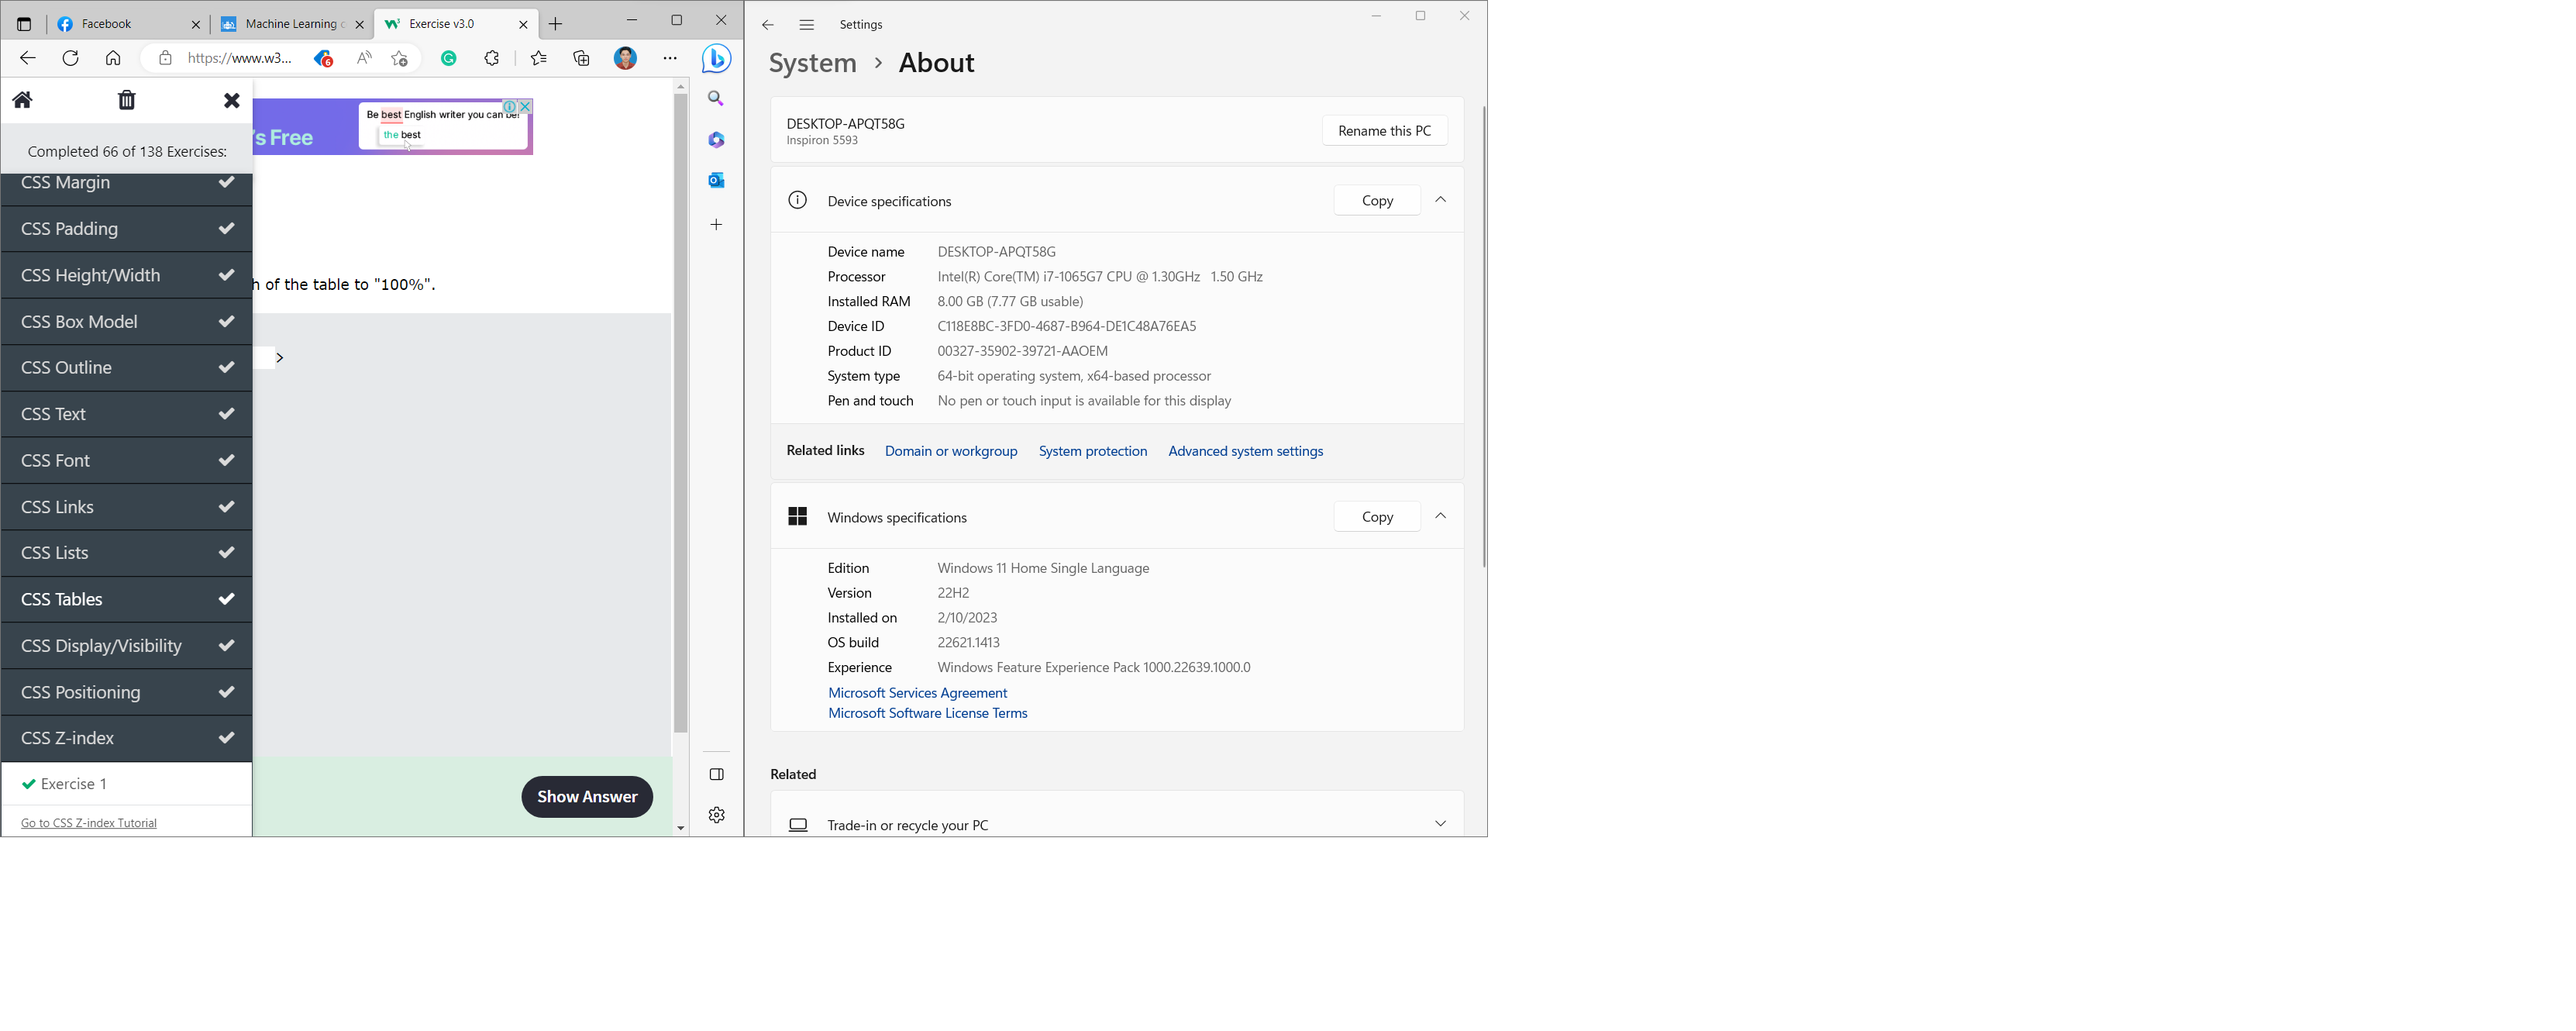 Facebook
Machine Learning
Exercise v3.0
https://www.w3...
6
Completed 66 of 138 Exercises:
CSS Margin
CSS Padding
CSS Height/Width
CSS Box Model
CSS Outline
CSS Text
CSS Font
CSS Links
CSS Lists
CSS Tables
CSS Display/Visibility
CSS Positioning
CSS Z-index
Exercise 1
Go to CSS Z-index Tutorial
's Free
Be best English writer you can be!
the best
h of the table to "100%".
>
Show Answer
Settings
System > About
DESKTOP-APQT58G
Inspiron 5593
Rename this PC
Device specifications
Copy
Device name DESKTOP-APQT58G
Processor Intel(R) Core(TM) i7-1065G7 CPU @ 1.30GHz 1.50 GHz
Installed RAM 8.00 GB (7.77 GB usable)
Device ID C118E8BC-3FD0-4687-B964-DE1C48A76EA5
Product ID 00327-35902-39721-AAOEM
System type 64-bit operating system, x64-based processor
Pen and touch No pen or touch input is available for this display
Related links Domain or workgroup System protection Advanced system settings
Windows specifications
Copy
Edition Windows 11 Home Single Language
Version 22H2
Installed on 2/10/2023
OS build 22621.1413
Experience Windows Feature Experience Pack 1000.22639.1000.0
Microsoft Services Agreement
Microsoft Software License Terms
Related
Trade-in or recycle your PC